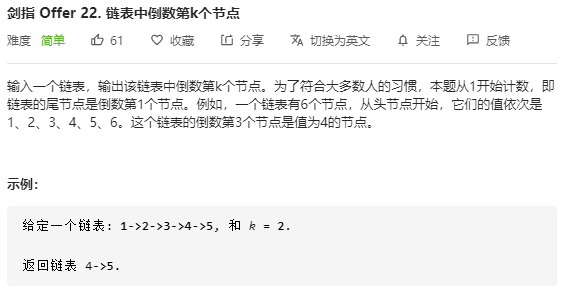 剑指 Offer 22. 链表中倒数第k个节点
难度 简单 61 收藏 分享 切换为英文 关注 反馈
输入一个链表，输出该链表中倒数第k个节点。为了符合大多数人的习惯，本题从1开始计数，即
链表的尾节点是倒数第1个节点。例如，一个链表有6个节点，从头节点开始，它们的值依次是
1、2、3、4、5、6。这个链表的倒数第3个节点是值为4的节点。
示例：
给定一个链表: 1->2->3->4->5, 和 k = 2.
返回链表 4->5.